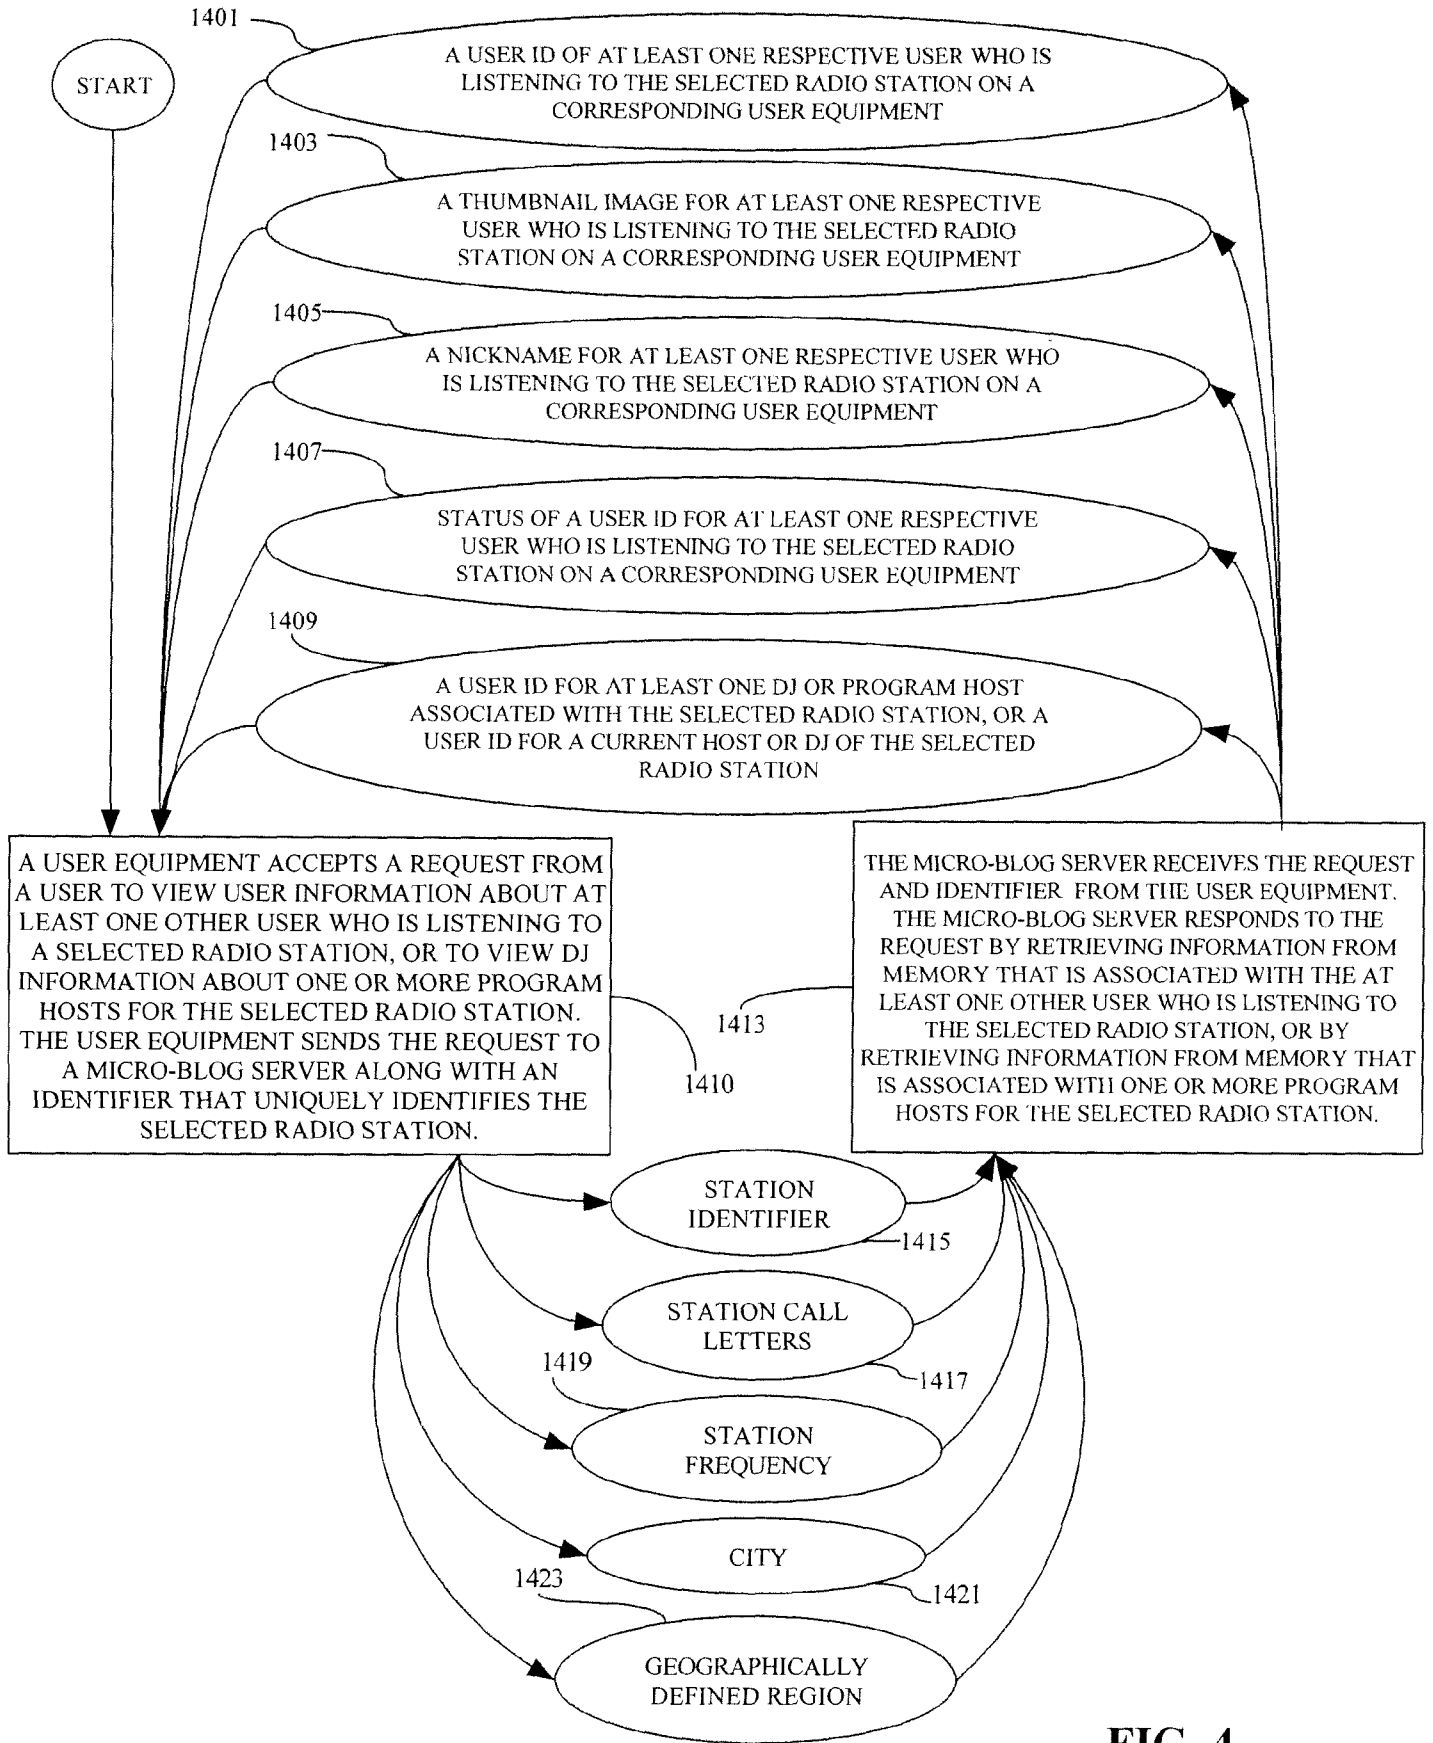 1401
START
A USER ID OF AT LEAST ONE RESPECTIVE USER WHO IS
LISTENING TO THE SELECTED RADIO STATION ON A
CORRESPONDING USER EQUIPMENT
1403
A THUMBNAIL IMAGE FOR AT LEAST ONE RESPECTIVE
USER WHO IS LISTENING TO THE SELECTED RADIO
STATION ON A CORRESPONDING USER EQUIPMENT
1405
A NICKNAME FOR AT LEAST ONE RESPECTIVE USER WHO
IS LISTENING TO THE SELECTED RADIO STATION ON A
CORRESPONDING USER EQUIPMENT
1407
STATUS OF A USER ID FOR AT LEAST ONE RESPECTIVE
USER WHO IS LISTENING TO THE SELECTED RADIO
STATION ON A CORRESPONDING USER EQUIPMENT
1409
A USER ID FOR AT LEAST ONE DJ OR PROGRAM HOST
ASSOCIATED WITH THE SELECTED RADIO STATION, OR A
USER ID FOR A CURRENT HOST OR DJ OF THE SELECTED
RADIO STATION
A USER EQUIPMENT ACCEPTS A REQUEST FROM
A USER TO VIEW USER INFORMATION ABOUT AT
LEAST ONE OTHER USER WHO IS LISTENING TO
A SELECTED RADIO STATION, OR TO VIEW DJ
INFORMATION ABOUT ONE OR MORE PROGRAM
HOSTS FOR THE SELECTED RADIO STATION.
THE USER EQUIPMENT SENDS THE REQUEST TO
A MICRO-BLOG SERVER ALONG WITH AN
IDENTIFIER THAT UNIQUELY IDENTIFIES THE
SELECTED RADIO STATION.
1410
1413
THE MICRO-BLOG SERVER RECEIVES THE REQUEST
AND IDENTIFIER FROM THE USER EQUIPMENT.
THE MICRO-BLOG SERVER RESPONDS TO THE
REQUEST BY RETRIEVING INFORMATION FROM
MEMORY THAT IS ASSOCIATED WITH THE AT
LEAST ONE OTHER USER WHO IS LISTENING TO
THE SELECTED RADIO STATION, OR BY
RETRIEVING INFORMATION FROM MEMORY THAT
IS ASSOCIATED WITH ONE OR MORE PROGRAM
HOSTS FOR THE SELECTED RADIO STATION.
STATION
IDENTIFIER
1415
STATION CALL
LETTERS
1417
1419
STATION
FREQUENCY
CITY
1421
1423
GEOGRAPHICALLY
DEFINED REGION
FIG. 4